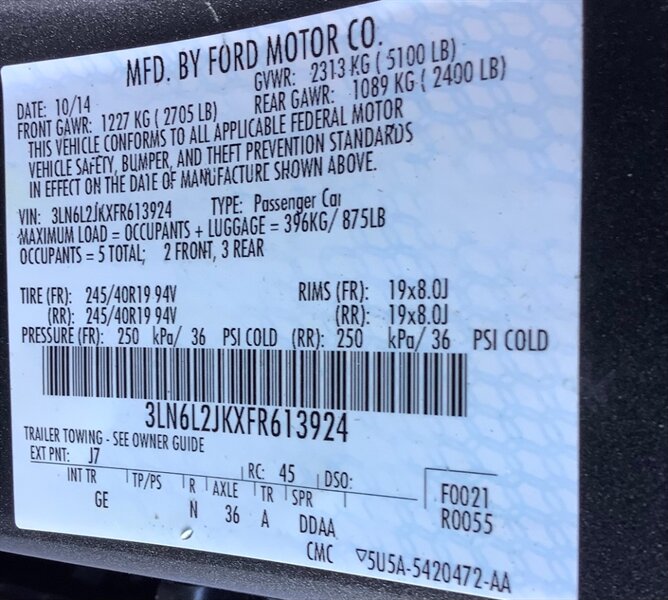 MFD. BY FORD MOTOR CO.
DATE: 10/14 GVWR: 2313 KG ( 5100 LB)
FRONT GAWR: 1227 KG ( 2705 LB) REAR GAWR: 1089 KG ( 2400 LB)
THIS VEHICLE CONFORMS TO ALL APPLICABLE FEDERAL MOTOR
VEHICLE SAFETY, BUMPER, AND THEFT PREVENTION STANDARDS
IN EFFECT ON THE DATE OF MANUFACTURE SHOWN ABOVE.
VIN: 3LN6L2JKXFR613924 TYPE: Passenger Car
MAXIMUM LOAD = OCCUPANTS + LUGGAGE = 396KG/ 875LB
OCCUPANTS = 5 TOTAL; 2 FRONT, 3 REAR
TIRE (FR): 245/40R19 94V RIMS (FR): 19x8.0J
(RR): 245/40R19 94V (RR): 19x8.0J
PRESSURE (FR): 250 kPa/ 36 PSI COLD (RR): 250 kPa/ 36 PSI COLD
3LN6L2JKXFR613924
TRAILER TOWING - SEE OWNER GUIDE
EXT PNT: J7 RC: 45 DSO:
INT TR TP/PS R AXLE TR SPR F0021
GE N 36 A DDAA R0055
CMC ▽5U5A-5420472-AA